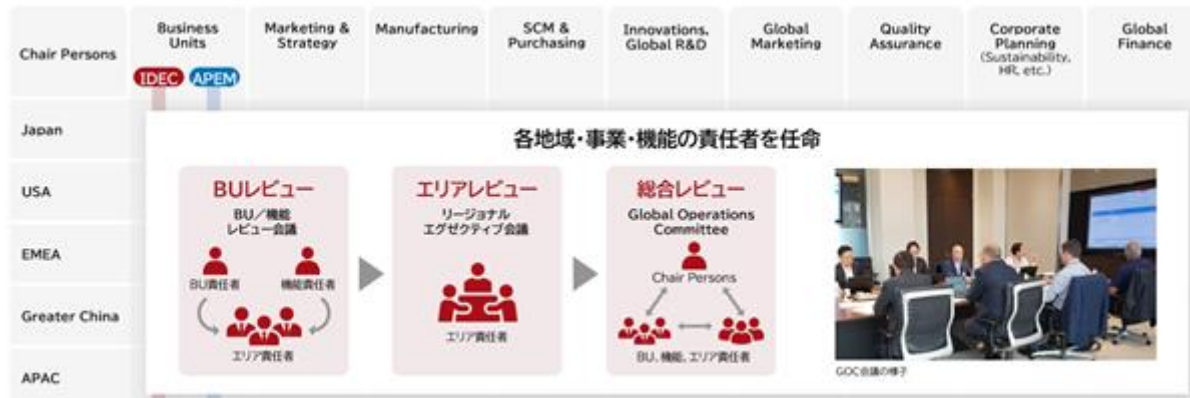 Chair Persons
Business
Units
IDEC APEM
Marketing &
Strategy
Manufacturing
SCM &
Purchasing
Innovations,
Global R&D
Global
Marketing
Quality
Assurance
Corporate
Planning
(Sustainability,
HR, etc.)
Global
Finance
Japan
USA
EMEA
Greater China
APAC
各地域・事業・機能の責任者を任命
BUレビュー
BU／機能
レビュー会議
BU責任者
機能責任者
エリア責任者
エリアレビュー
リージョナル
エグゼクティブ会議
エリア責任者
総合レビュー
Global Operations
Committee
Chair Persons
BU、機能、エリア責任者
GOC会議の様子